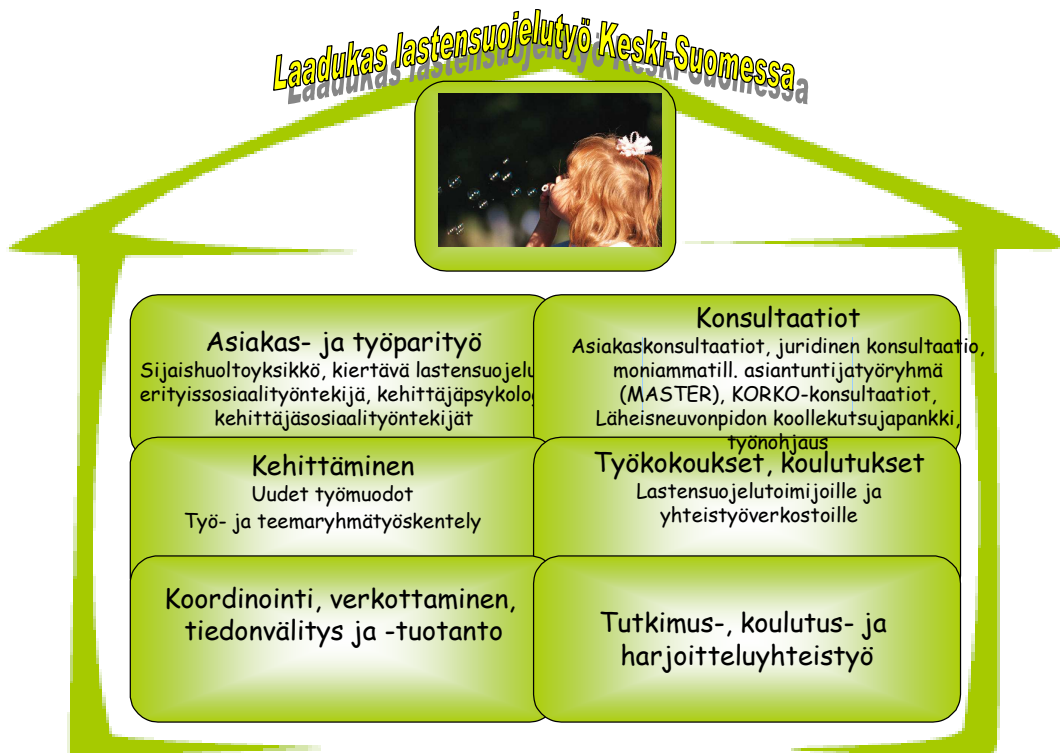 Laadukas lastensuojelutyö Keski-Suomessa
Asiakas- ja työparityö
Sijaishuoltoyksikkö, kiertävä lastensuojelu
erityissosiaalityöntekijä, kehittäjäpsykolo
kehittäjäsosiaalityöntekijät
Konsultaatiot
Asiakaskonsultaatiot, juridinen konsultaatio,
moniammatill. asiantuntijatyöryhmä
(MASTER), KORKO-konsultaatiot,
Läheisneuvonpidon koollekutsujapankki,
työnohjaus
Kehittäminen
Uudet työmuodot
Työ- ja teemaryhmätyöskentely
Työkokoukset, koulutukset
Lastensuojelutoimijoille ja
yhteistyöverkostoille
Koordinointi, verkottaminen,
tiedonvälitys ja -tuotanto
Tutkimus-, koulutus- ja
harjoitteluyhteistyö